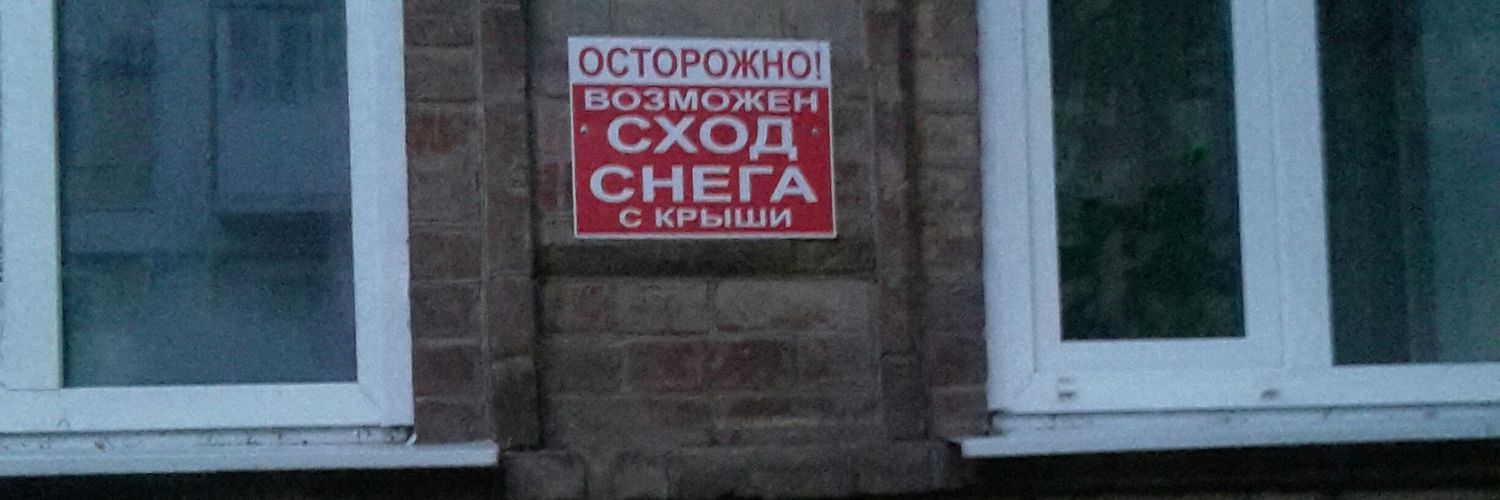 ОСТОРОЖНО!
ВОЗМОЖЕН
СХОД
СНЕГА
С КРЫШИ